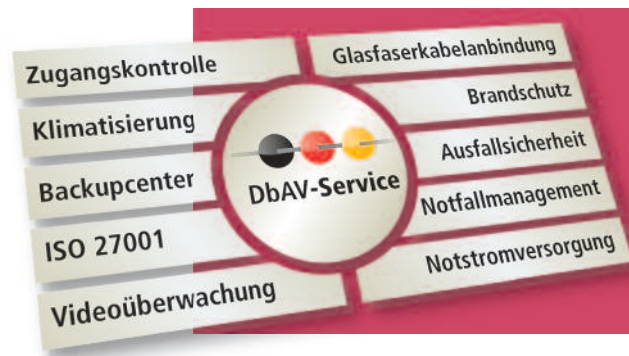 Zugangskontrolle
Klimatisierung
Backupcenter
ISO 27001
Videoüberwachung
DbAV-Service
Glasfaserkabelanbindung
Brandschutz
Ausfallsicherheit
Notfallmanagement
Notstromversorgung